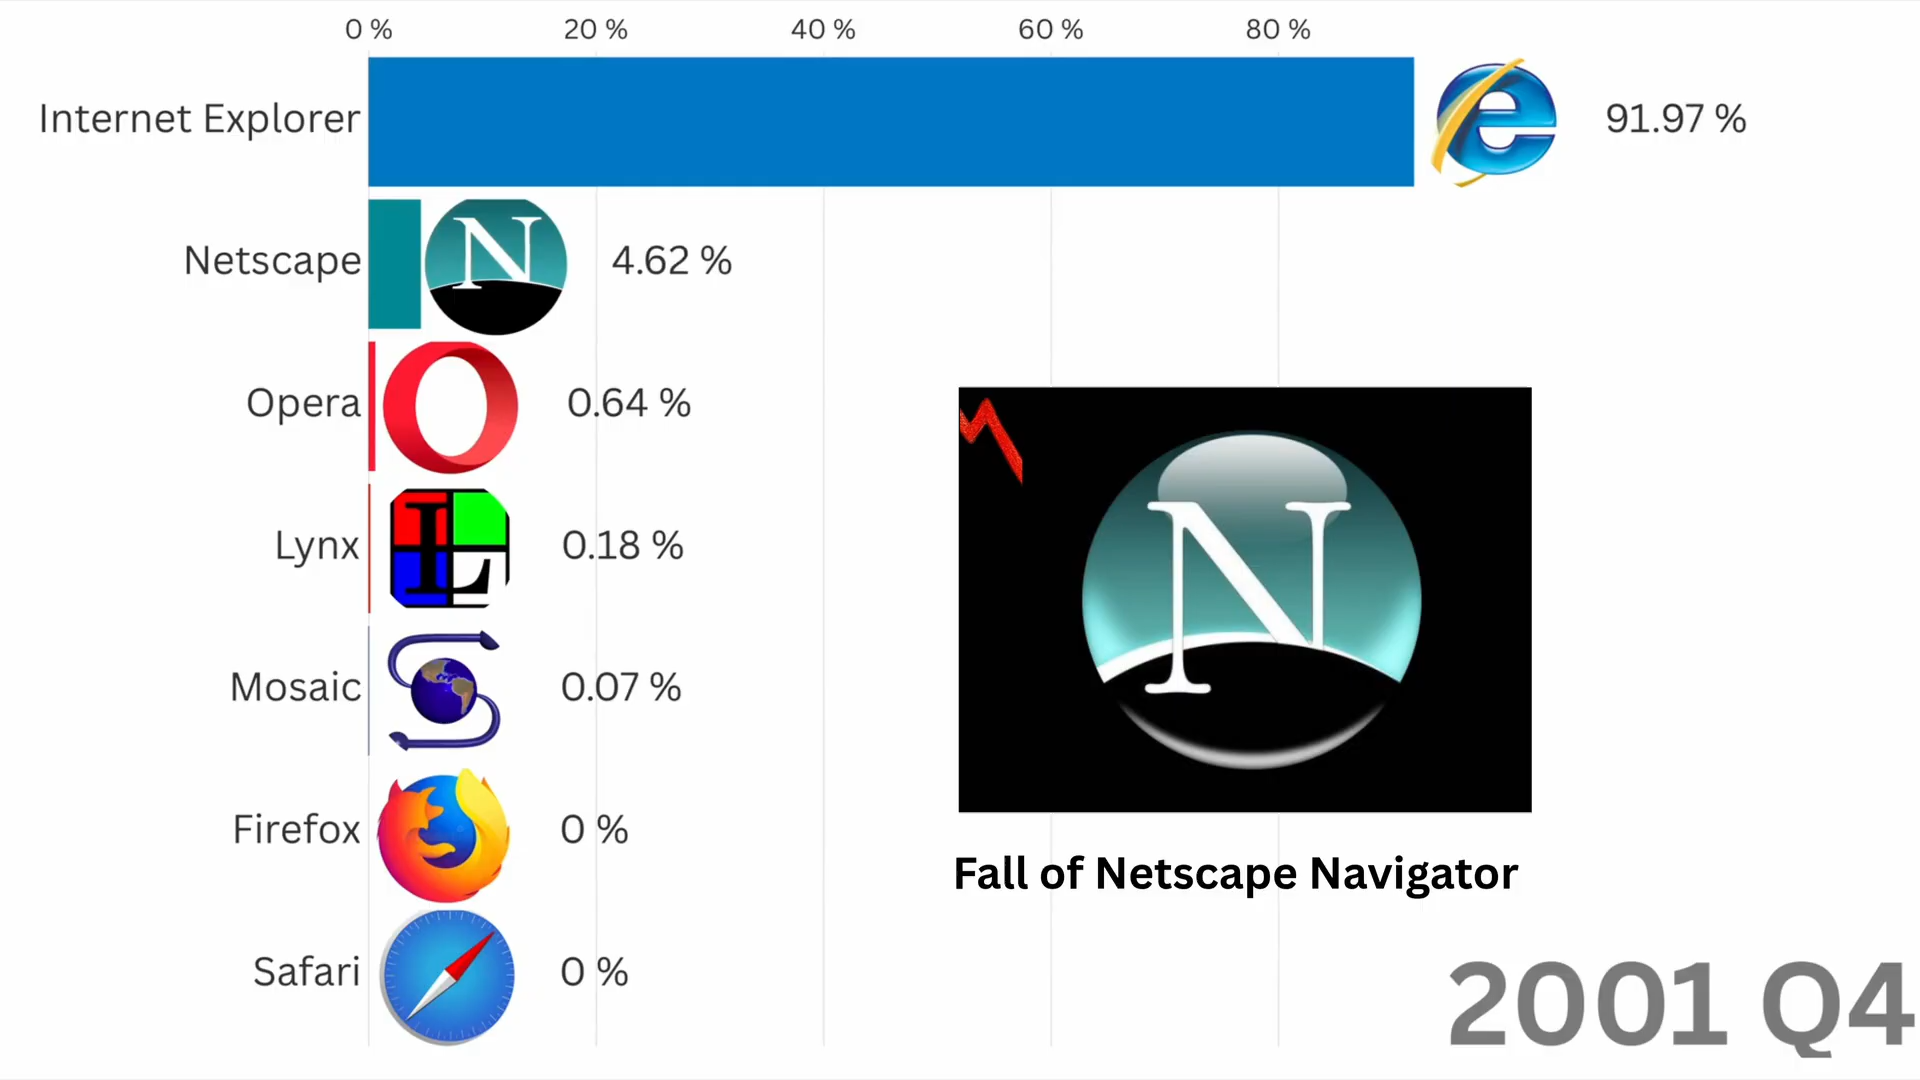 0 % 20 % 40 % 60 % 80 %
Internet Explorer 91.97 %
Netscape N 4.62 %
Opera 0.64 %
Lynx L 0.18 %
Mosaic 0.07 %
Firefox 0 %
Safari 0 %
N
Fall of Netscape Navigator
2001 Q4